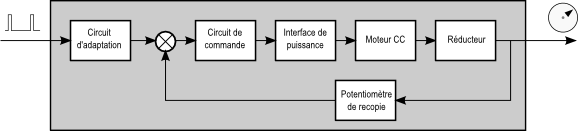 Circuit
d'adaptation
Circuit de
commande
Interface de
puissance
Moteur CC
Réducteur
Potentiomètre
de recopie